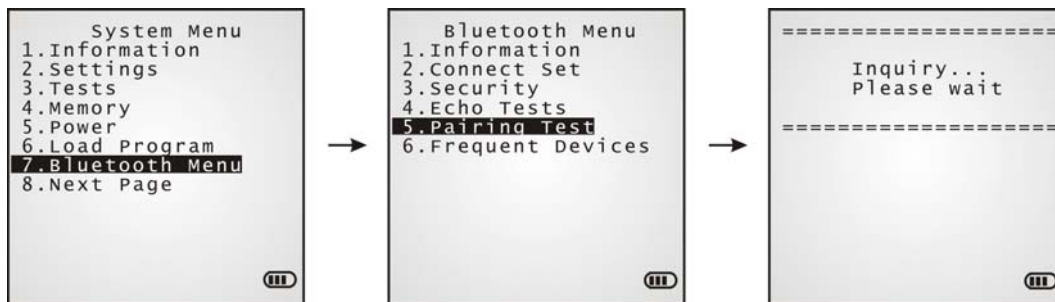 System Menu
1.Information
2.Settings
3.Tests
4.Memory
5.Power
6.Load Program
7.Bluetooth Menu
8.Next Page
Bluetooth Menu
1.Information
2.Connect Set
3.Security
4.Echo Tests
5.Pairing Test
6.Frequent Devices
====================
Inquiry...
Please wait
====================